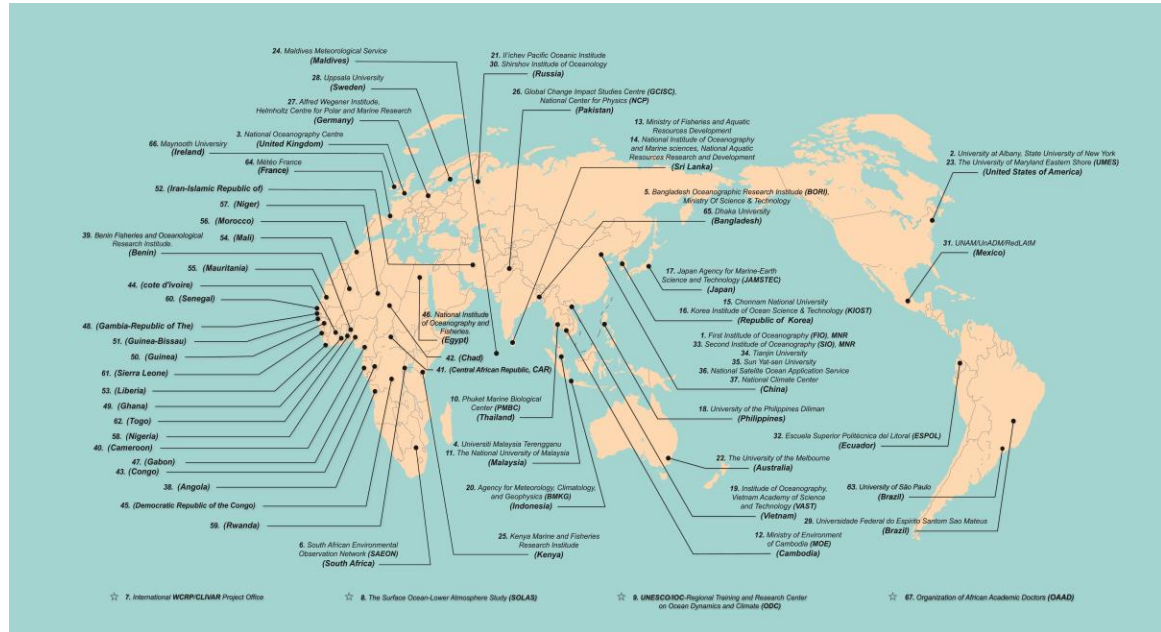 24. Maldives Meteorological Service
(Maldives)
21. Il'ichev Pacific Oceanic Institute
30. Shirshov Institute of Oceanology
(Russia)
28. Uppsala University
(Sweden)
26. Global Change Impact Studies Centre (GCISC),
National Center for Physics (NCP)
(Pakistan)
27. Alfred Wegener Institute,
Helmholtz Centre for Polar and Marine Research
(Germany)
13. Ministry of Fisheries and Aquatic
Resources Development
14. National Institute of Oceanography
and Marine sciences, National Aquatic
Resources Research and Development
(Sri Lanka)
3. National Oceanography Centre
(United Kingdom)
66. Maynooth University
(Ireland)
64. Météo France
(France)
2. University at Albany, State University of New York
23. The University of Maryland Eastern Shore (UMES)
(United States of America)
52. (Iran-Islamic Republic of)
5. Bangladesh Oceanographic Research Institude (BORI),
Ministry Of Science & Technology
65. Dhaka University
(Bangladesh)
57. (Niger)
56. (Morocco)
54. (Mali)
39. Benin Fisheries and Oceanological
Research Institude.
(Benin)
31. UNAM/UnADM/RedLAtM
(Mexico)
55. (Mauritania)
44. (cote d'ivoire)
60. (Senegal)
17. Japan Agency for Marine-Earth
Science and Technology (JAMSTEC)
(Japan)
15. Chonnam National University
16. Korea Institute of Ocean Science & Technology (KIOST)
(Republic of Korea)
46. National Institute
of Oceanography and
Fisheries.
(Egypt)
48. (Gambia-Republic of The)
51. (Guinea-Bissau)
50. (Guinea)
61. (Sierra Leone)
53. (Liberia)
49. (Ghana)
62. (Togo)
58. (Nigeria)
40. (Cameroon)
47. (Gabon)
43. (Congo)
38. (Angola)
45. (Democratic Republic of the Congo)
59. (Rwanda)
42. (Chad)
41. (Central African Republic, CAR)
1. First Institute of Oceanography (FIO), MNR
33. Second Institute of Oceanography (SIO), MNR
34. Tianjin University
35. Sun Yat-sen University
36. National Satelite Ocean Application Service
37. National Climate Center
(China)
10. Phuket Marine Biological
Center (PMBC)
(Thailand)
18. University of the Philippines Diliman
(Philippines)
4. Universiti Malaysia Terengganu
11. The National University of Malaysia
(Malaysia)
32. Escuela Superior Politécnica del Litoral (ESPOL)
(Ecuador)
22. The University of the Melbourne
(Australia)
20. Agency for Meteorology, Climatology,
and Geophysics (BMKG)
(Indonesia)
19. Institude of Oceanography,
Vietnam Academy of Science
and Technology (VAST)
(Vietnam)
63. University of São Paulo
(Brazil)
29. Universidade Federal do Espirito Santom Sao Mateus
(Brazil)
6. South African Environmental
Observation Network (SAEON)
(South Africa)
25. Kenya Marine and Fisheries
Research Institude
(Kenya)
12. Ministry of Environment
of Cambodia (MOE)
(Cambodia)
7. International WCRP/CLIVAR Project Office
8. The Surface Ocean-Lower Atmosphere Study (SOLAS)
9. UNESCO/IOC-Regional Training and Research Center
on Ocean Dynamics and Climate (ODC)
67. Organization of African Academic Doctors (OAAD)